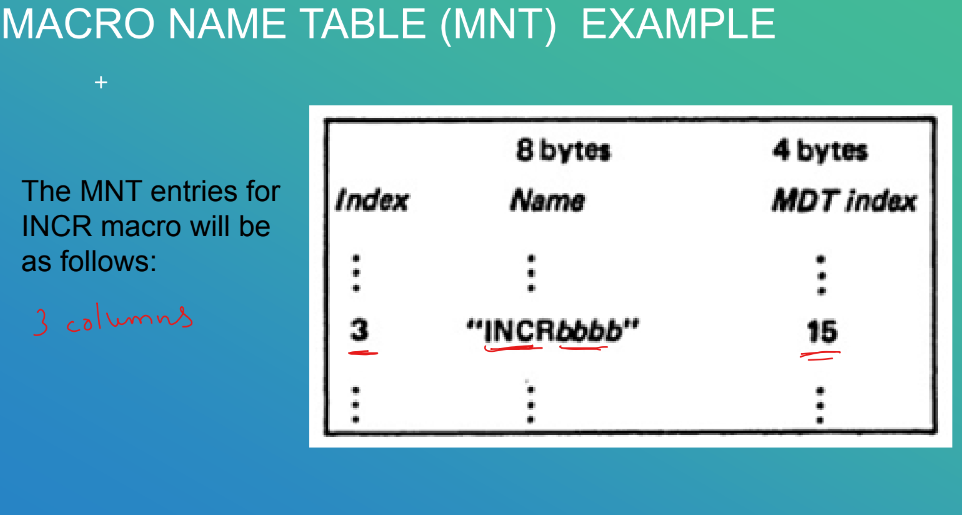 MACRO NAME TABLE (MNT) EXAMPLE
+
The MNT entries for
INCR macro will be
as follows:
3 columns
8 bytes 4 bytes
Index Name MDT index
3 "INCRbbbb" 15